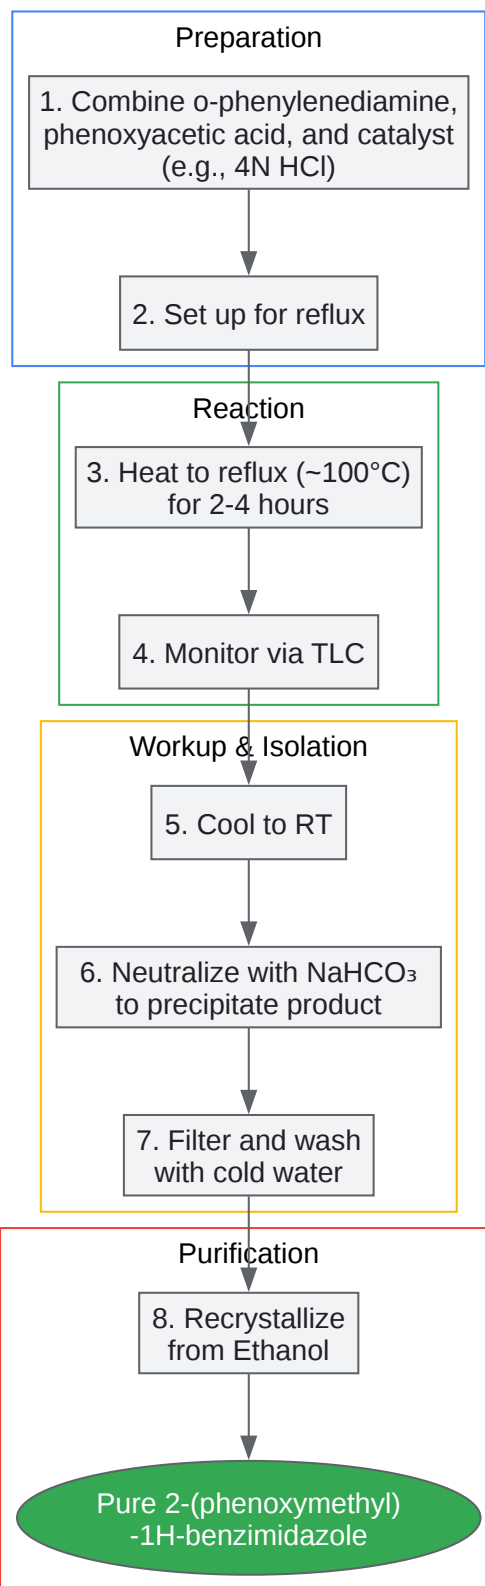 Preparation
1. Combine o-phenylenediamine,
phenoxyacetic acid, and catalyst
(e.g., 4N HCl)
2. Set up for reflux
Reaction
3. Heat to reflux (~100°C)
for 2-4 hours
4. Monitor via TLC
Workup & Isolation
5. Cool to RT
6. Neutralize with NaHCO₃
to precipitate product
7. Filter and wash
with cold water
Purification
8. Recrystallize
from Ethanol
Pure 2-(phenoxymethyl)
-1H-benzimidazole